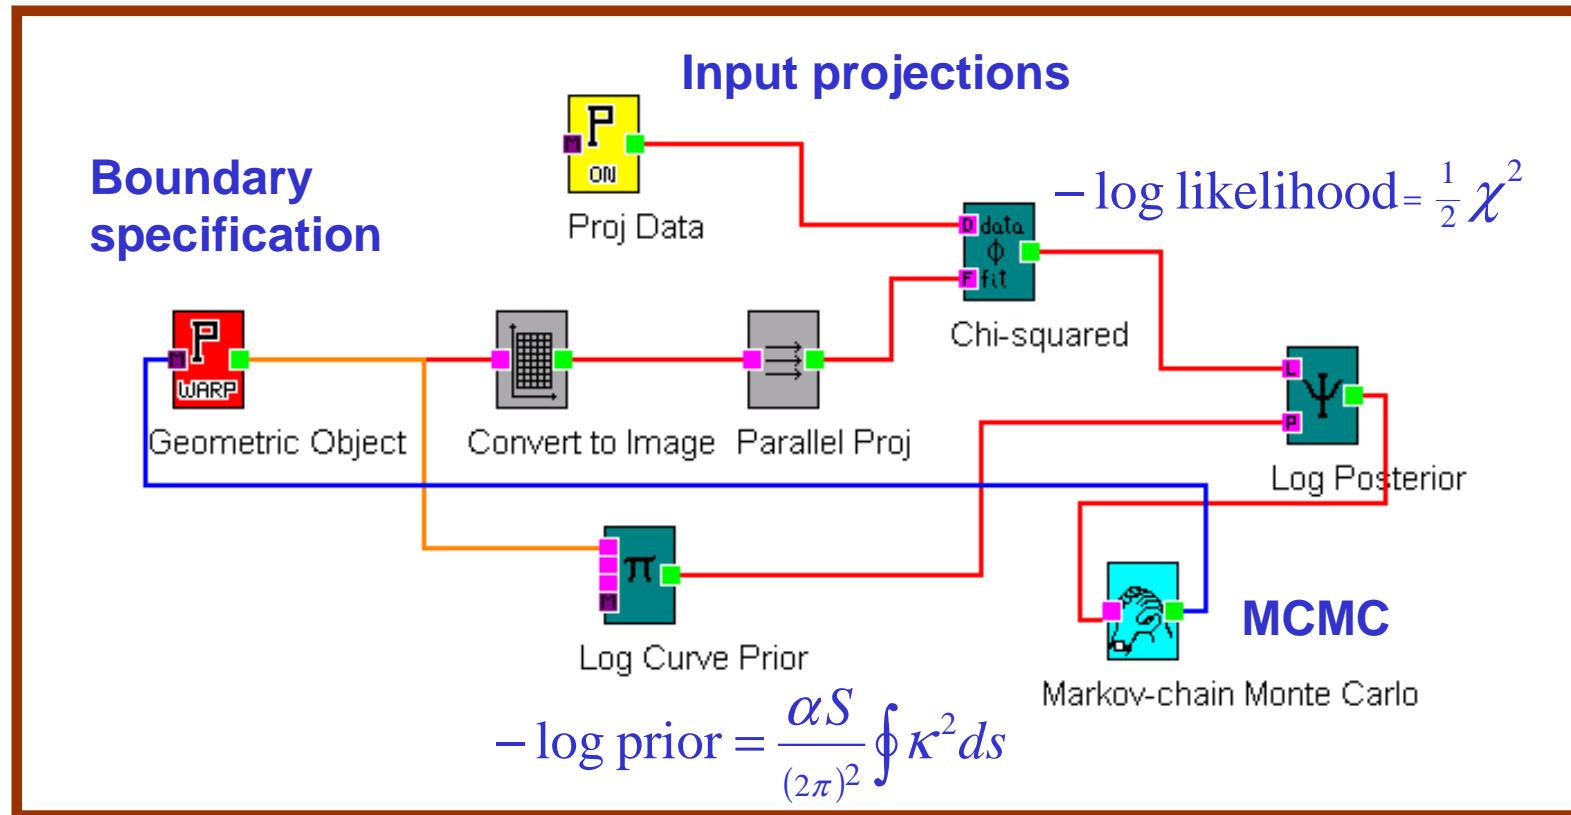 Input projections
P
M
ON
Proj Data
Boundary
specification
− log likelihood = 1/2 χ²
D data
ϕ
F fit
Chi-squared
P
M
WARP
Geometric Object
Convert to Image
Parallel Proj
L
Ψ
P
Log Posterior
π
M
Log Curve Prior
MCMC
Markov-chain Monte Carlo
− log prior = αS/(2π)² ∮ κ² ds